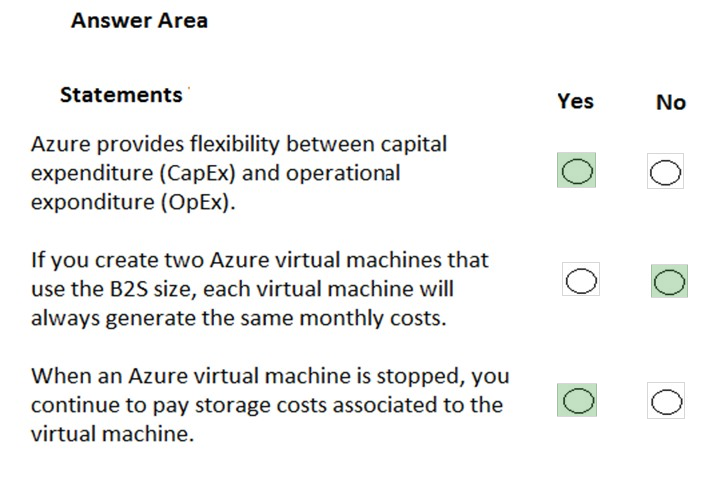 Answer Area
Statements
Yes
No
Azure provides flexibility between capital
expenditure (CapEx) and operational
exponditure (OpEx).
If you create two Azure virtual machines that
use the B2S size, each virtual machine will
always generate the same monthly costs.
When an Azure virtual machine is stopped, you
continue to pay storage costs associated to the
virtual machine.